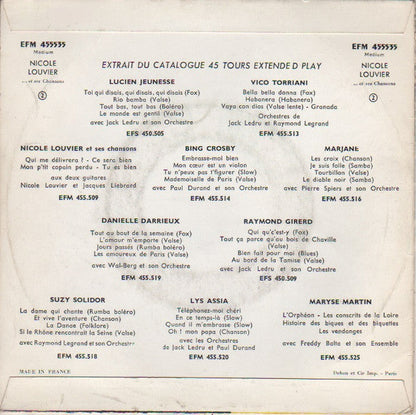 EFM 455535
Medium
NICOLE
LOUVIER
... et ses Chansons
2
EXTRAIT DU CATALOGUE 45 TOURS EXTENDED PLAY
EFM 455535
Medium
NICOLE
LOUVIER
... et ses Chansons
2
LUCIEN JEUNESSE
Toi qui disais, qui disais, qui disais (Fox)
Rio bamba (Valse)
Tout bas, tout bas (Boléro)
Le monde est gentil (Valse)
avec Jack Ledru et son Orchestre
EFS 450.505
VICO TORRIANI
Bella bella donna (Fox)
Habanera (Habanera)
Vaya con dios (Valse lente) - Granada
avec les Orchestres de
Jack Ledru et Raymond Legrand
EFM 455.513
NICOLE LOUVIER et ses chansons
Qui me délivrera ? - Ce sera bien
Mon p'tit copain perdu - Tu es bien
aux deux guitares
Nicole Louvier et Jacques Liébrard
EFM 455.509
BING CROSBY
Embrasse-moi bien
Mon cœur est un violon
Tu n'peux pas t'figurer (Slow)
Mademoiselle de Paris (Valse)
avec Paul Durand et son Orchestre
EFM 455.514
MARJANE
Les croix (Chanson)
Je suis folle (Samba)
Tourbillon (Valse)
Le diable noir (Samba)
avec Pierre Spiers et son Orchestre
EFM 455.516
DANIELLE DARRIEUX
Tout au bout de la semaine (Fox)
L'amour m'emporte (Valse)
Jours passés (Rumba boléro)
Les amoureux de Paris (Valse)
avec Wal-Berg et son Orchestre
EFM 455.519
RAYMOND GIRERD
Qui qu'c'est-y (Fox)
Tout ça parce qu'au bois de Chaville
(Valse)
Bien fait pour moi (Blues)
Au bord de la Tamise (Valse)
avec Jack Ledru et son Orchestre
EFS 450.509
SUZY SOLIDOR
La dame qui chante (Rumba boléro)
Et vive l'aventure (Chanson)
La Danae (Folklore)
Si le Rhône rencontrait la Seine (Valse)
avec Raymond Legrand et son Orchestre
EFM 455.518
LYS ASSIA
Téléphonez-moi chéri
En ce temps-là (Slow)
Quand il m'embrasse (Slow)
Oh ! mon papa (Chanson)
avec les Orchestres
de Jack Ledru et Paul Durand
EFM 455.520
MARYSE MARTIN
L'Orphéon - Les conscrits de la Loire
Histoire des biques et des biquettes
Les vendanges
avec Freddy Balta et son Ensemble
EFM 455.525
MADE IN FRANCE
et Cie Imp. - Paris